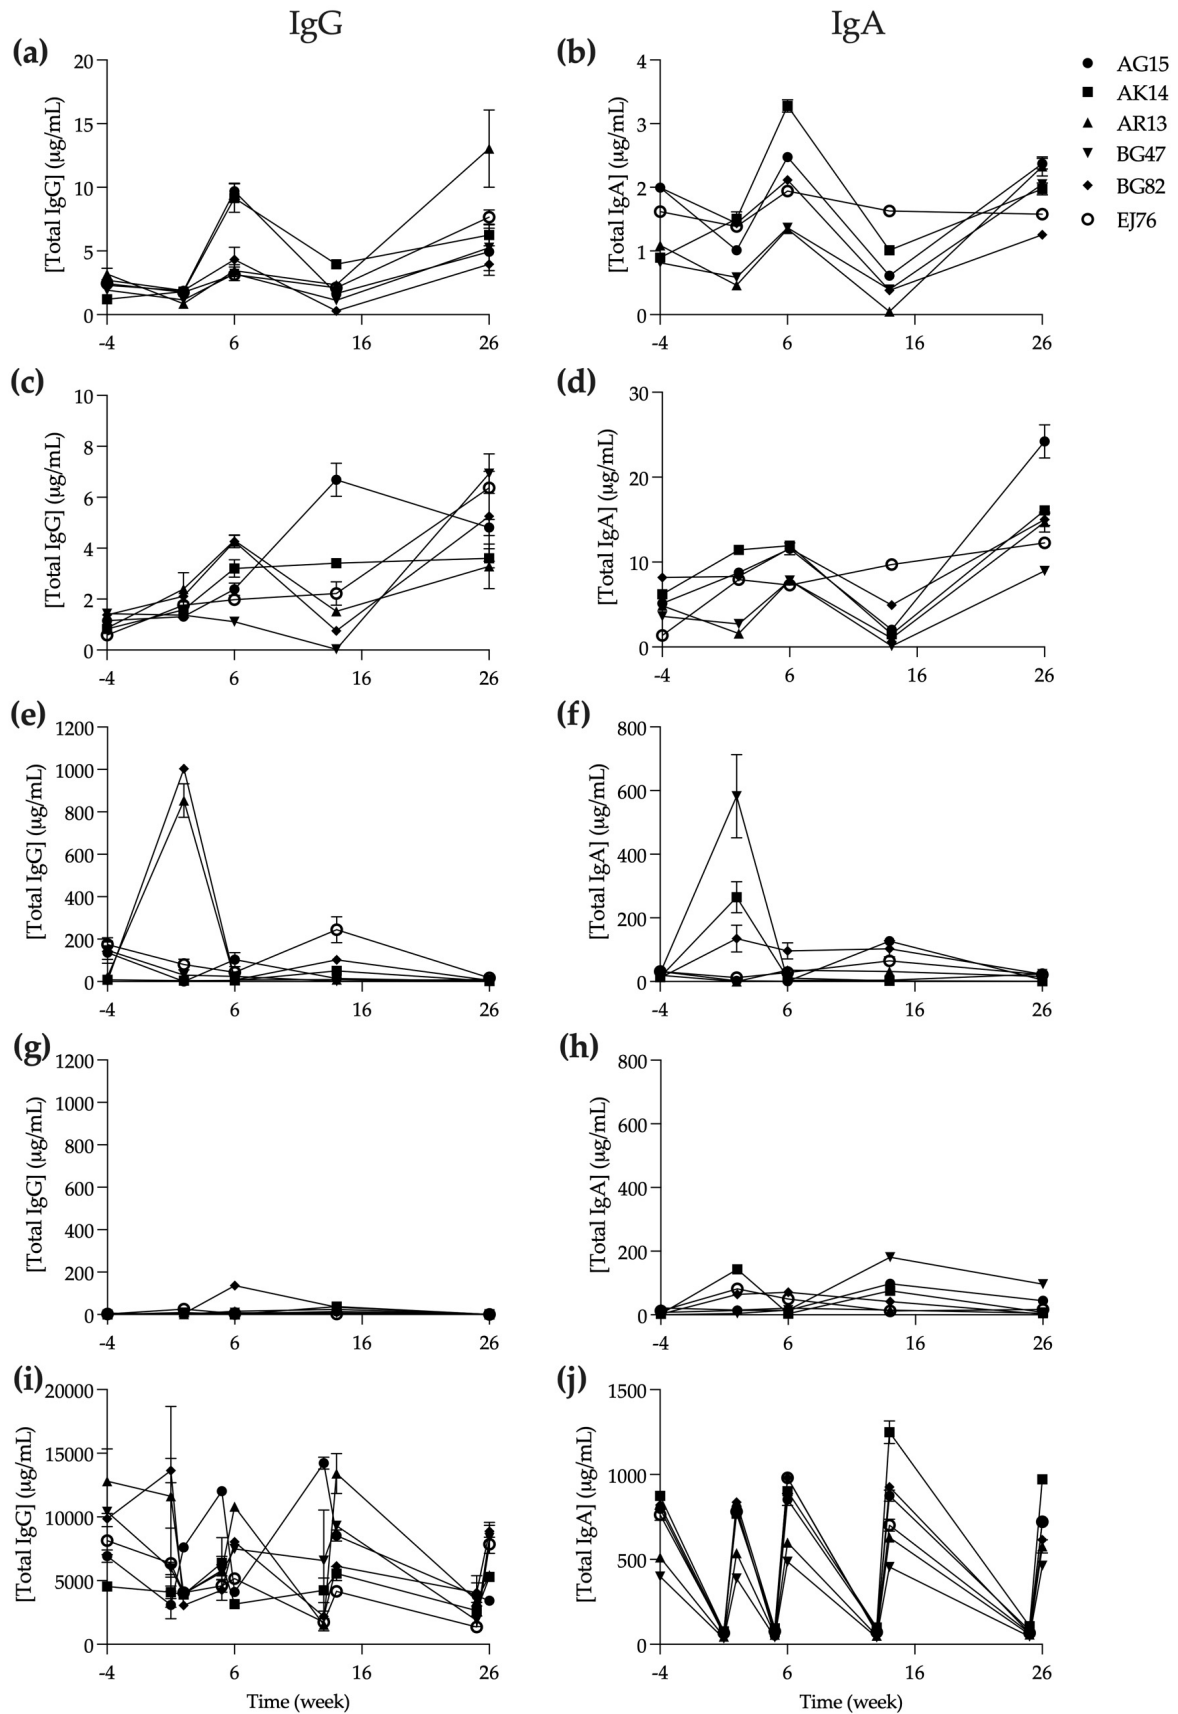 IgG IgA
(a) (b)
20 4
15 3
10 2
5 1
0 0
[Total IgG] (µg/mL) [Total IgA] (µg/mL)
-4 6 16 26 -4 6 16 26
AG15
AK14
AR13
BG47
BG82
EJ76
(c) (d)
10 30
8
6 20
4 10
2
0 0
[Total IgG] (µg/mL) [Total IgA] (µg/mL)
-4 6 16 26 -4 6 16 26
(e) (f)
1200 800
1000
800 600
600 400
400
200 200
0 0
[Total IgG] (µg/mL) [Total IgA] (µg/mL)
-4 6 16 26 -4 6 16 26
(g) (h)
1200 800
1000
800 600
600 400
400
200 200
0 0
[Total IgG] (µg/mL) [Total IgA] (µg/mL)
-4 6 16 26 -4 6 16 26
(i) (j)
20000 1500
15000
10000 1000
5000 500
0 0
[Total IgG] (µg/mL) [Total IgA] (µg/mL)
-4 6 16 26 -4 6 16 26
Time (week) Time (week)